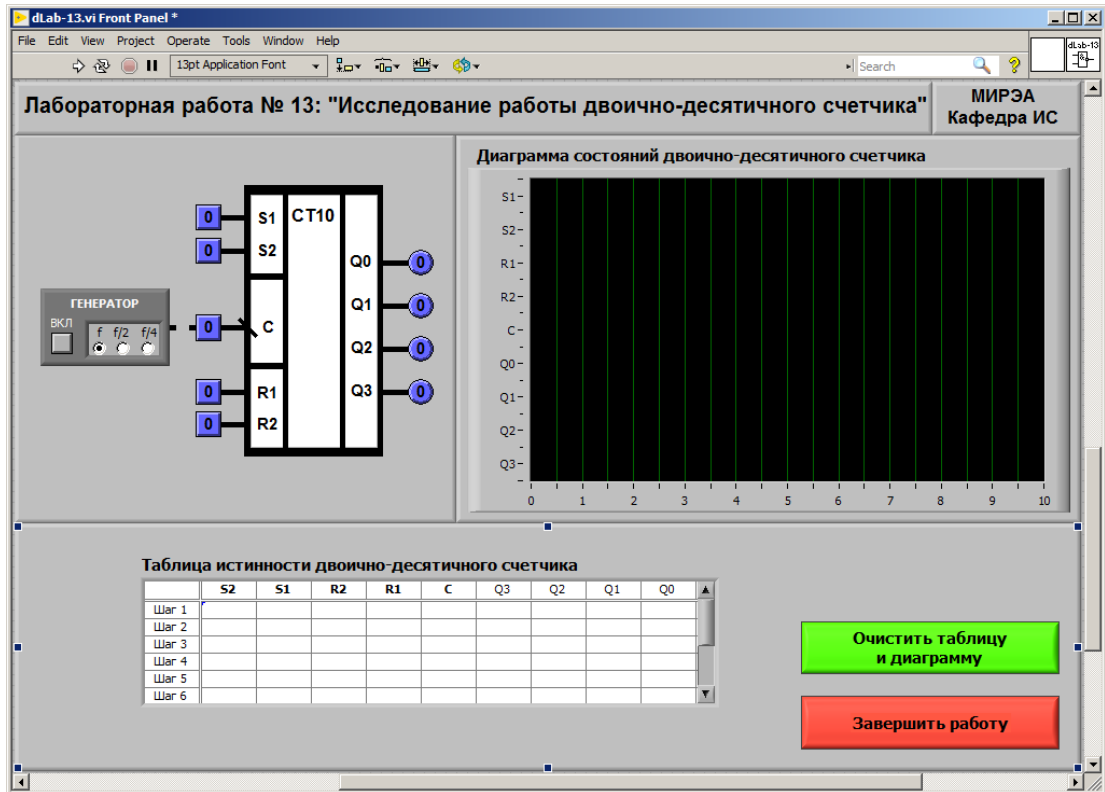 dLab-13.vi Front Panel *
File Edit View Project Operate Tools Window Help
13pt Application Font
Search
dLab-13
Лабораторная работа № 13: "Исследование работы двоично-десятичного счетчика"
МИРЭА
Кафедра ИС
Диаграмма состояний двоично-десятичного счетчика
0 S1 CT10
0 S2
Q0 0
ГЕНЕРАТОР
ВКЛ f f/2 f/4
0 C
Q1 0
Q2 0
0 R1 Q3 0
0 R2
S1
S2
R1
R2
C
Q0
Q1
Q2
Q3
0 1 2 3 4 5 6 7 8 9 10
Таблица истинности двоично-десятичного счетчика
S2 S1 R2 R1 C Q3 Q2 Q1 Q0
Шаг 1
Шаг 2
Шаг 3
Шаг 4
Шаг 5
Шаг 6
Очистить таблицу
и диаграмму
Завершить работу